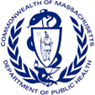 COMMONWEALTH OF MASSACHUSETTS
DEPARTMENT OF PUBLIC HEALTH